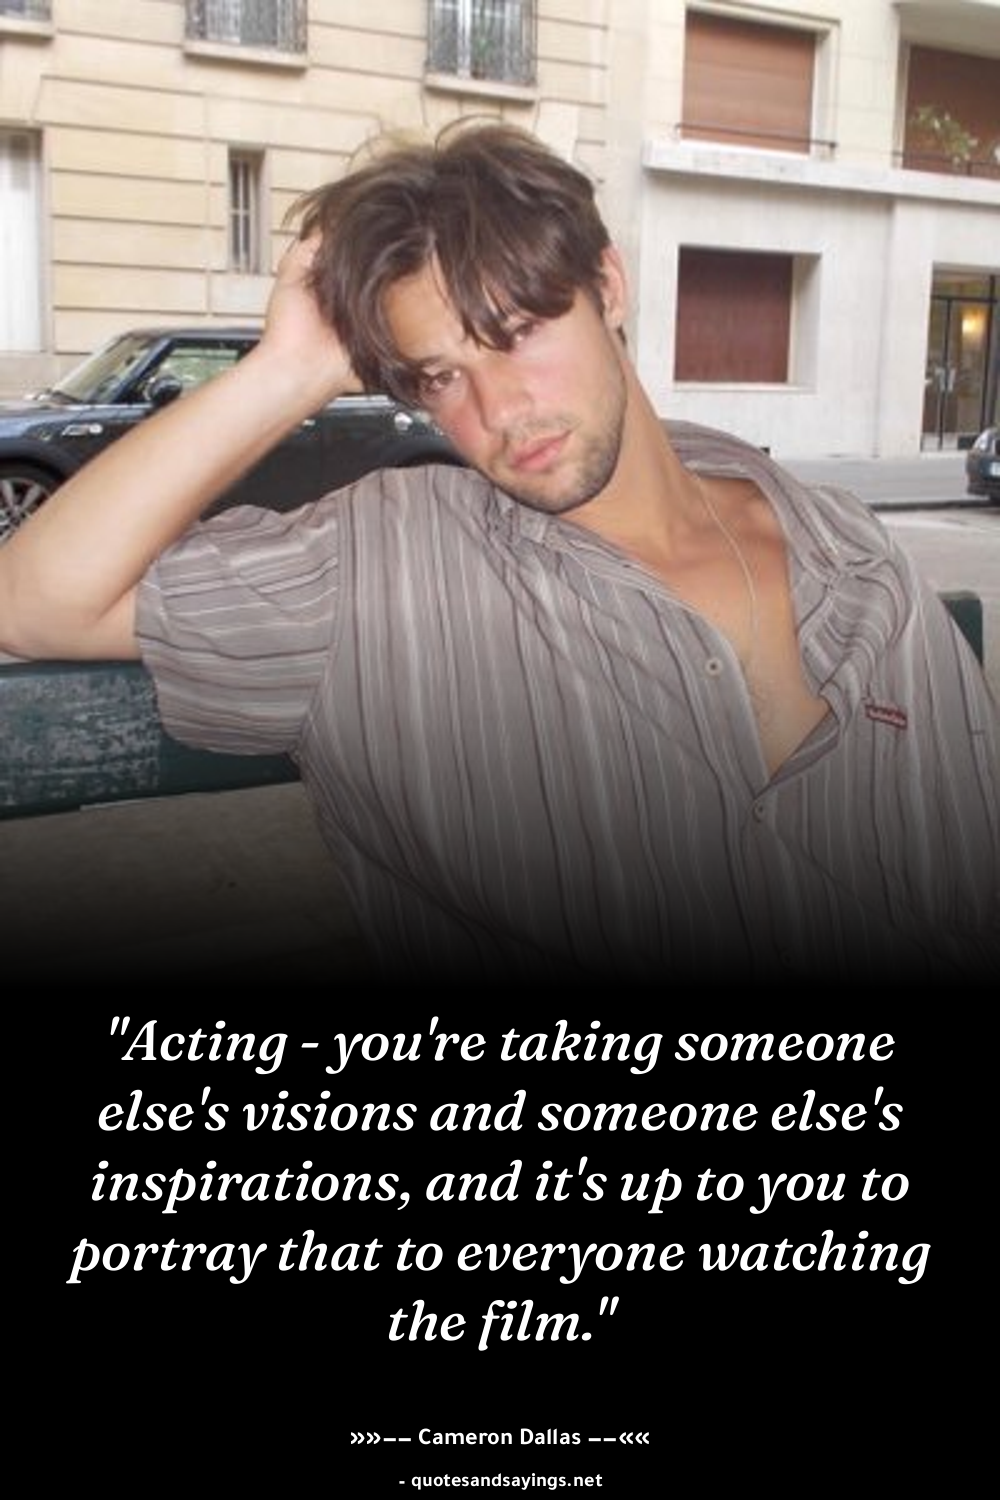 "Acting - you're taking someone
else's visions and someone else's
inspirations, and it's up to you to
portray that to everyone watching
the film."
»»–– Cameron Dallas ––««
- quotesandsayings.net